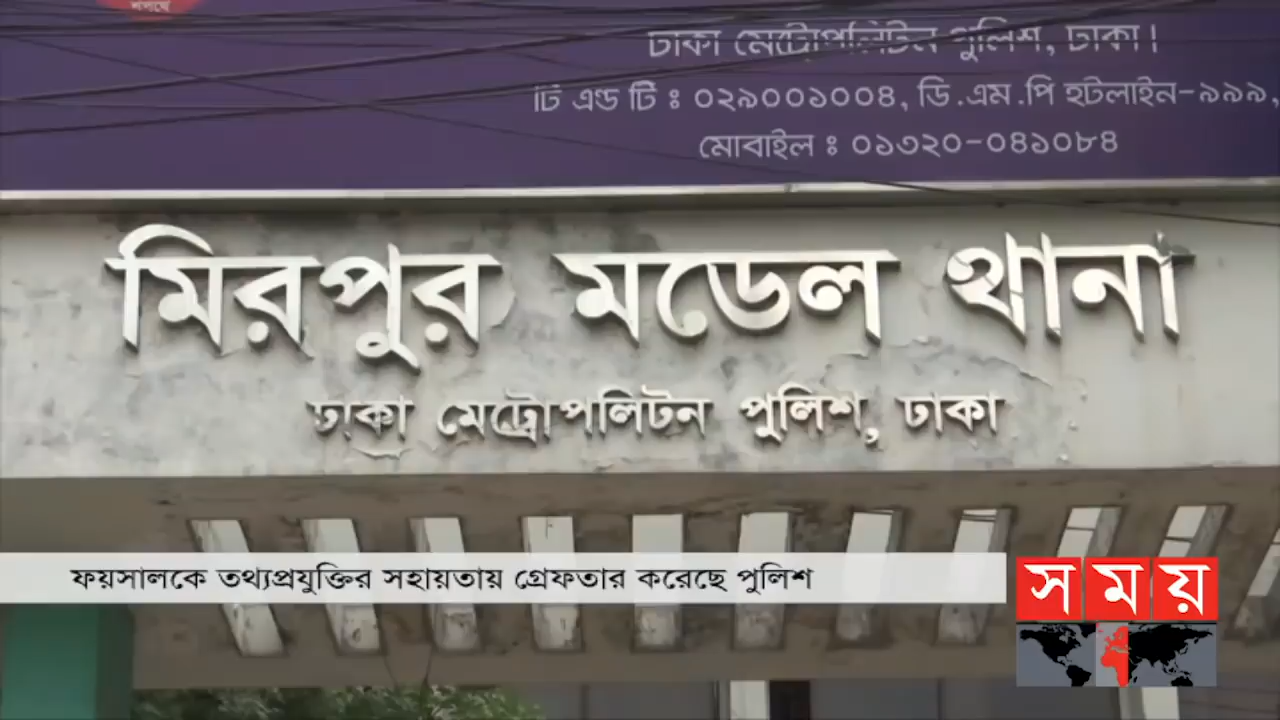 ঢাকা মেট্রোপলিটন পুলিশ, ঢাকা।
টি এন্ড টি ঃ ০২৯০০১০০৪, ডি.এম.পি হটলাইন-৯৯৯,
মোবাইল ঃ ০১৩২০-০৪১০৮৪
মিরপুর মডেল থানা
ঢাকা মেট্রোপলিটন পুলিশ, ঢাকা
ফয়সালকে তথ্যপ্রযুক্তির সহায়তায় গ্রেফতার করেছে পুলিশ
সময়